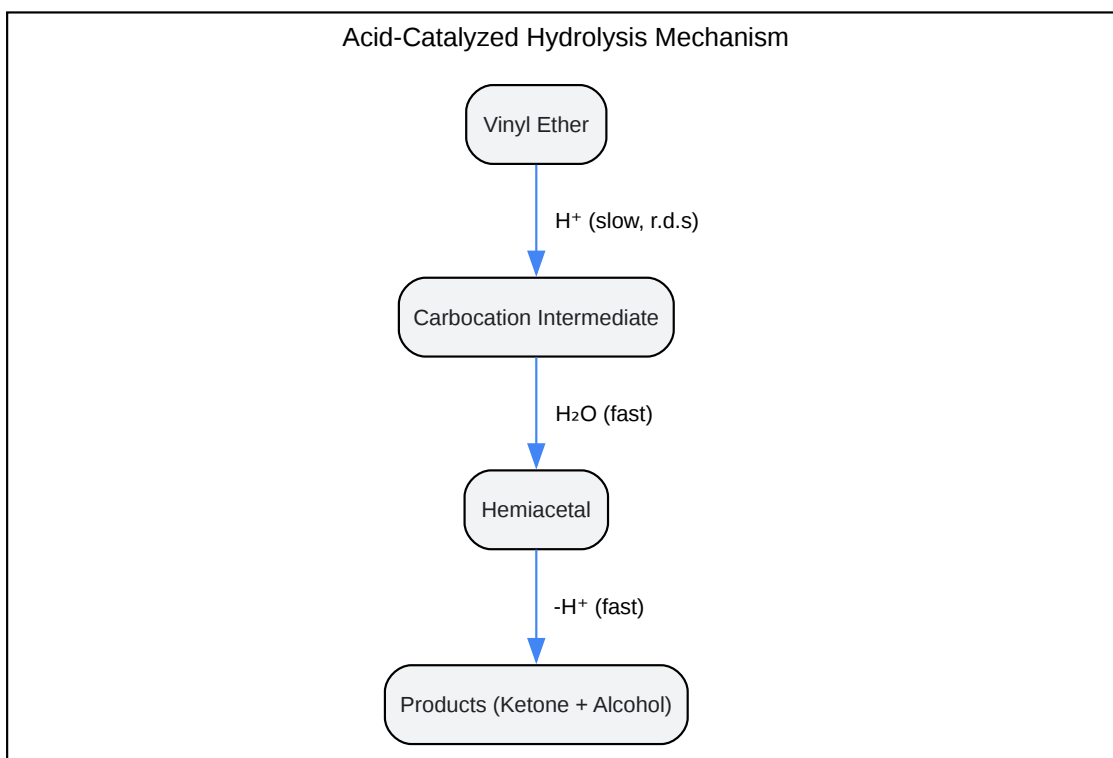 Acid-Catalyzed Hydrolysis Mechanism
Vinyl Ether
H⁺ (slow, r.d.s)
Carbocation Intermediate
H₂O (fast)
Hemiacetal
-H⁺ (fast)
Products (Ketone + Alcohol)